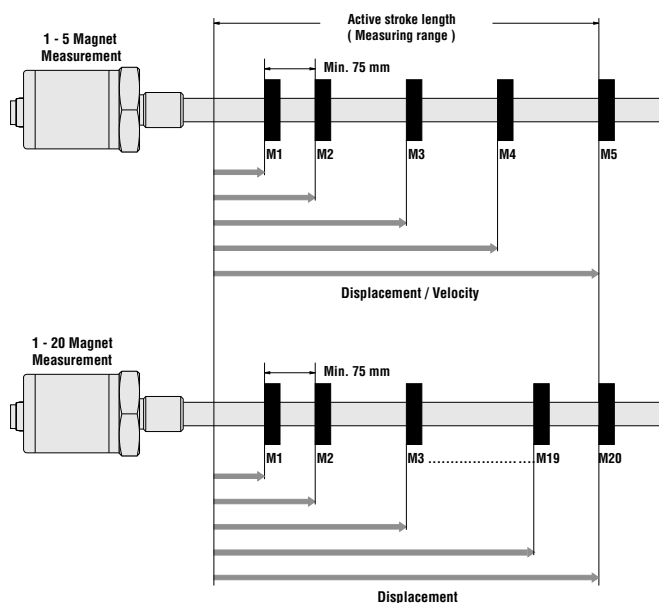 Active stroke length
( Measuring range )
1 - 5 Magnet
Measurement
Min. 75 mm
M1 M2 M3 M4 M5
Displacement / Velocity
1 - 20 Magnet
Measurement
Min. 75 mm
M1 M2 M3 ........................ M19 M20
Displacement